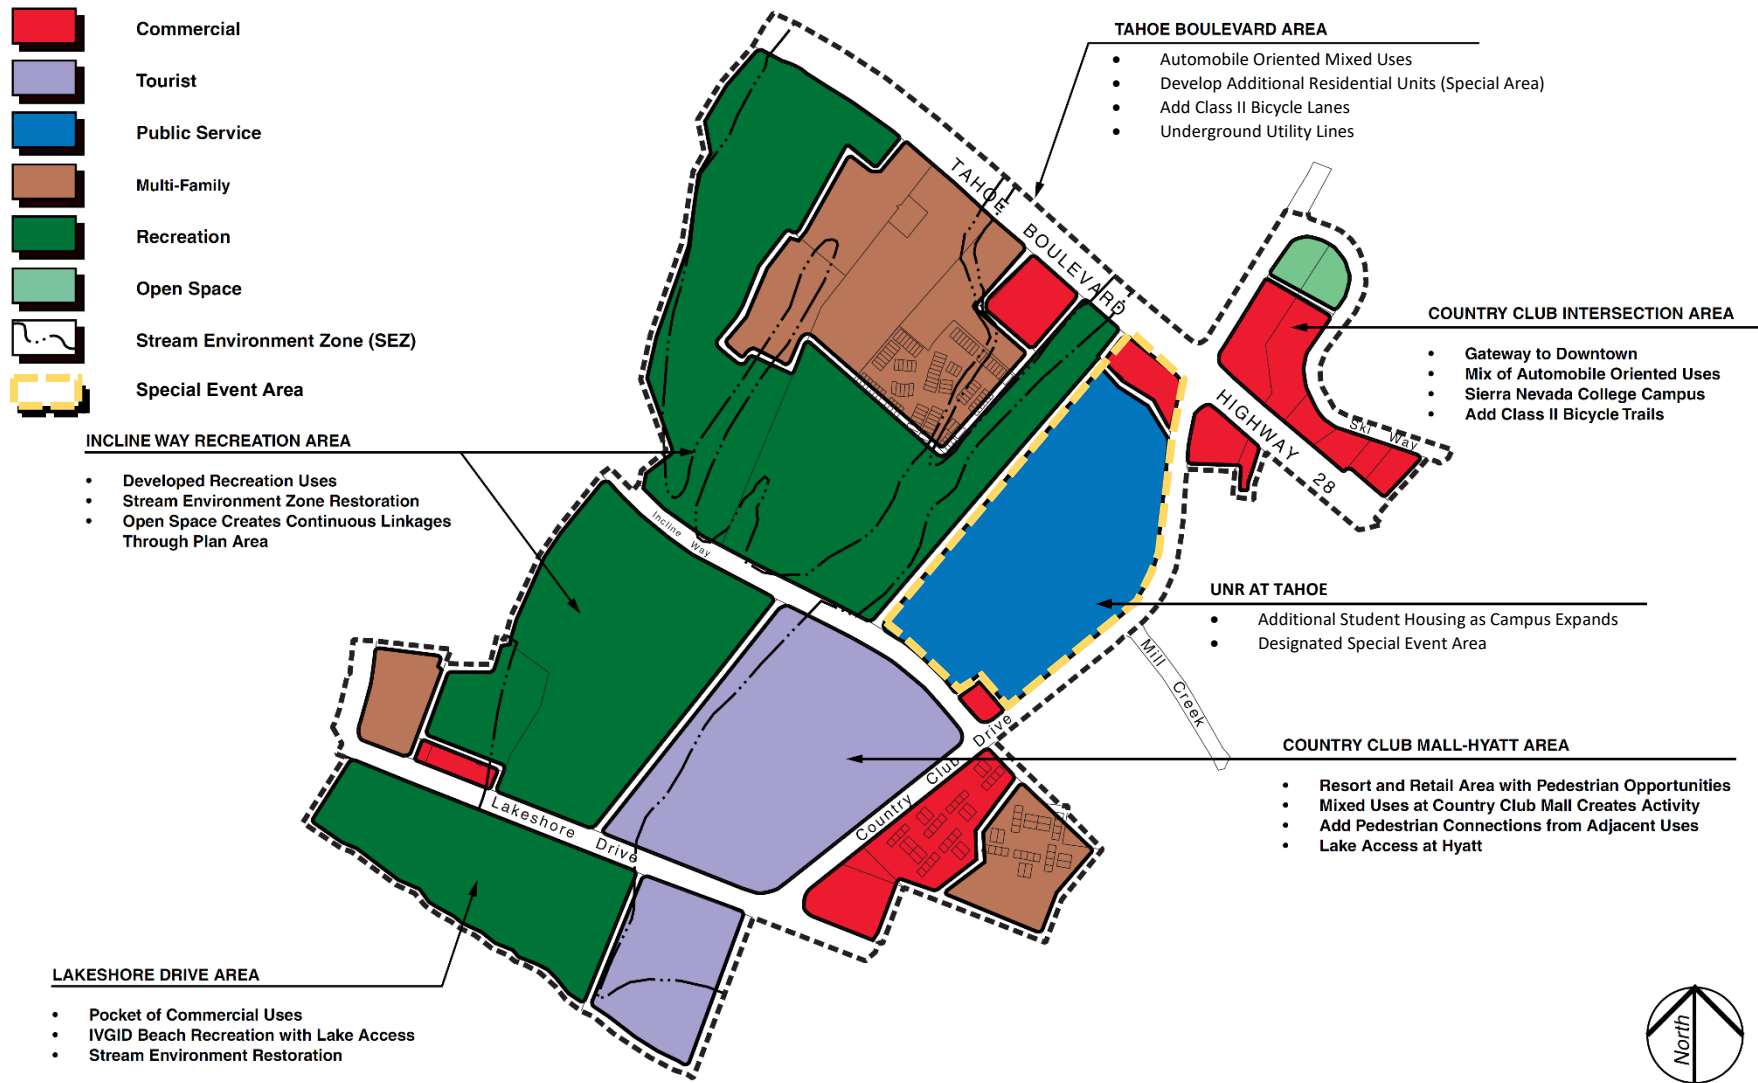 Commercial
Tourist
Public Service
Multi-Family
Recreation
Open Space
Stream Environment Zone (SEZ)
Special Event Area
TAHOE BOULEVARD AREA
• Automobile Oriented Mixed Uses
• Develop Additional Residential Units (Special Area)
• Add Class II Bicycle Lanes
• Underground Utility Lines
COUNTRY CLUB INTERSECTION AREA
• Gateway to Downtown
• Mix of Automobile Oriented Uses
• Sierra Nevada College Campus
• Add Class II Bicycle Trails
INCLINE WAY RECREATION AREA
• Developed Recreation Uses
• Stream Environment Zone Restoration
• Open Space Creates Continuous Linkages
Through Plan Area
UNR AT TAHOE
• Additional Student Housing as Campus Expands
• Designated Special Event Area
COUNTRY CLUB MALL-HYATT AREA
• Resort and Retail Area with Pedestrian Opportunities
• Mixed Uses at Country Club Mall Creates Activity
• Add Pedestrian Connections from Adjacent Uses
• Lake Access at Hyatt
LAKESHORE DRIVE AREA
• Pocket of Commercial Uses
• IVGID Beach Recreation with Lake Access
• Stream Environment Restoration
TAHOE BOULEVARD
HIGHWAY 28
Ski Way
Incline Way
Mill Creek
Country Club Drive
Lakeshore Drive
North